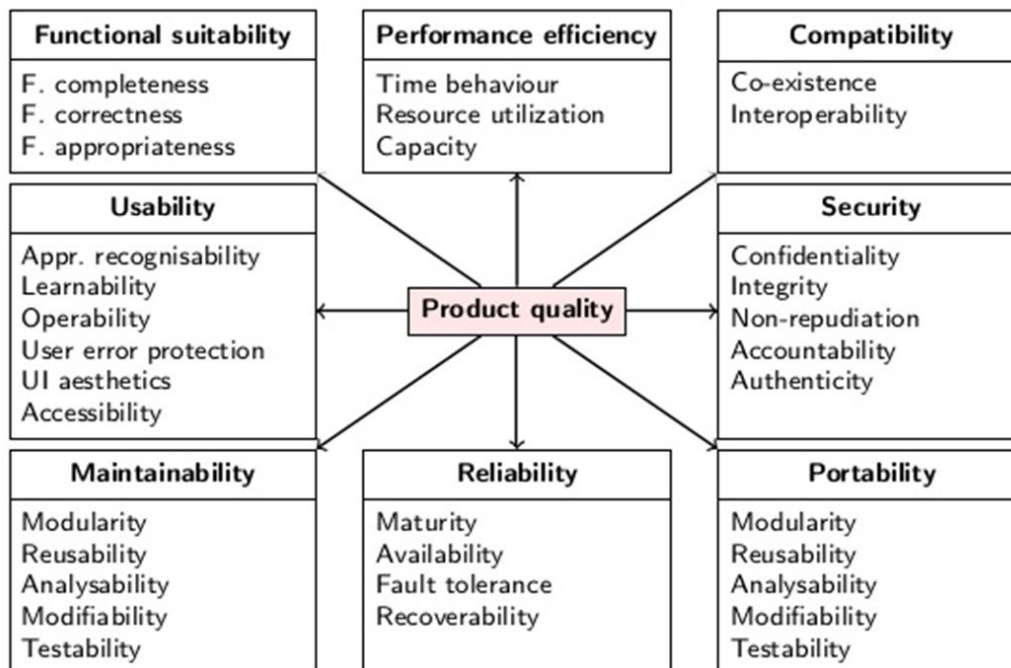 Functional suitability
F. completeness
F. correctness
F. appropriateness
Performance efficiency
Time behaviour
Resource utilization
Capacity
Compatibility
Co-existence
Interoperability
Usability
Appr. recognisability
Learnability
Operability
User error protection
UI aesthetics
Accessibility
Product quality
Security
Confidentiality
Integrity
Non-repudiation
Accountability
Authenticity
Maintainability
Modularity
Reusability
Analysability
Modifiability
Testability
Reliability
Maturity
Availability
Fault tolerance
Recoverability
Portability
Modularity
Reusability
Analysability
Modifiability
Testability